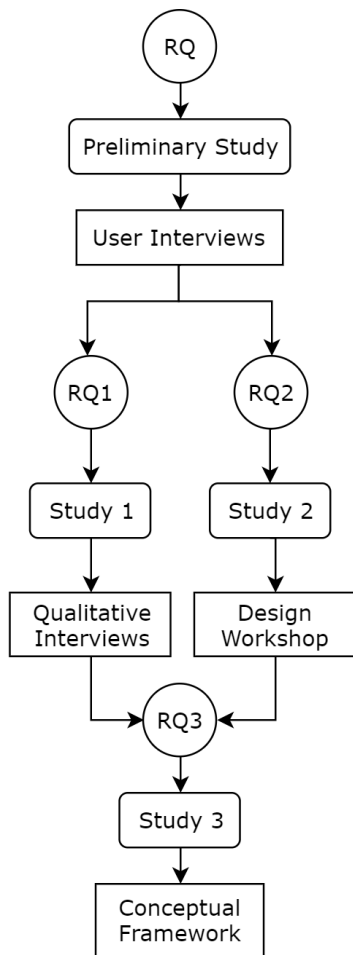 RQ
Preliminary Study
User Interviews
RQ1
RQ2
Study 1
Study 2
Qualitative
Interviews
Design
Workshop
RQ3
Study 3
Conceptual
Framework